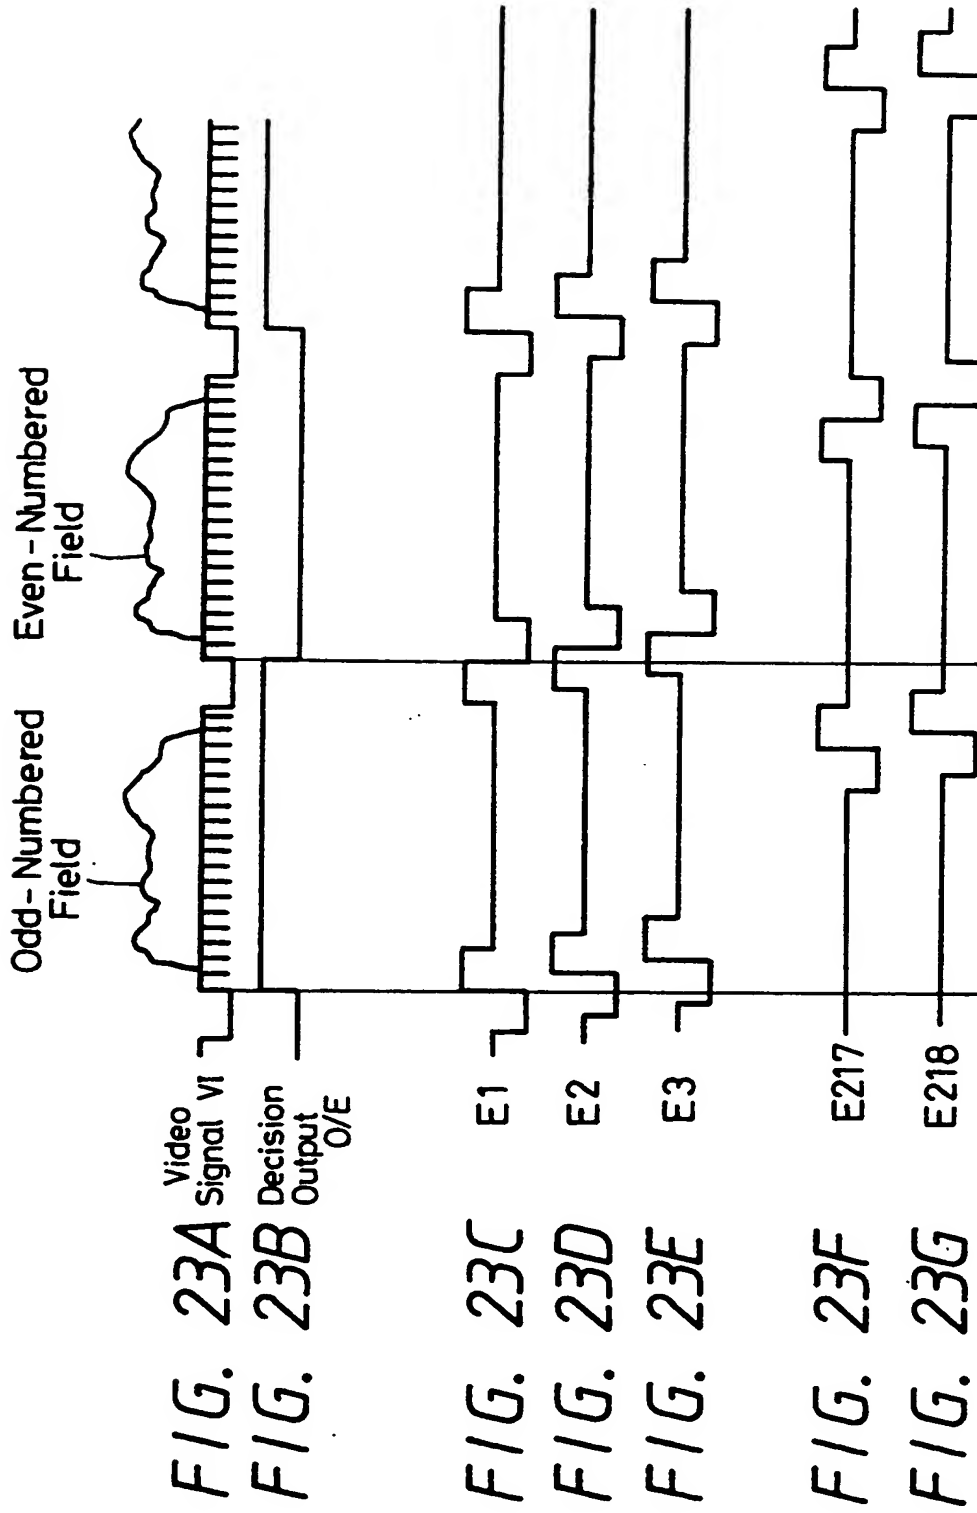 Odd-Numbered
Field
Even-Numbered
Field
FIG. 23A
Video
Signal VI
FIG. 23B
Decision
Output
O/E
FIG. 23C
E1
FIG. 23D
E2
FIG. 23E
E3
FIG. 23F
E217
FIG. 23G
E218